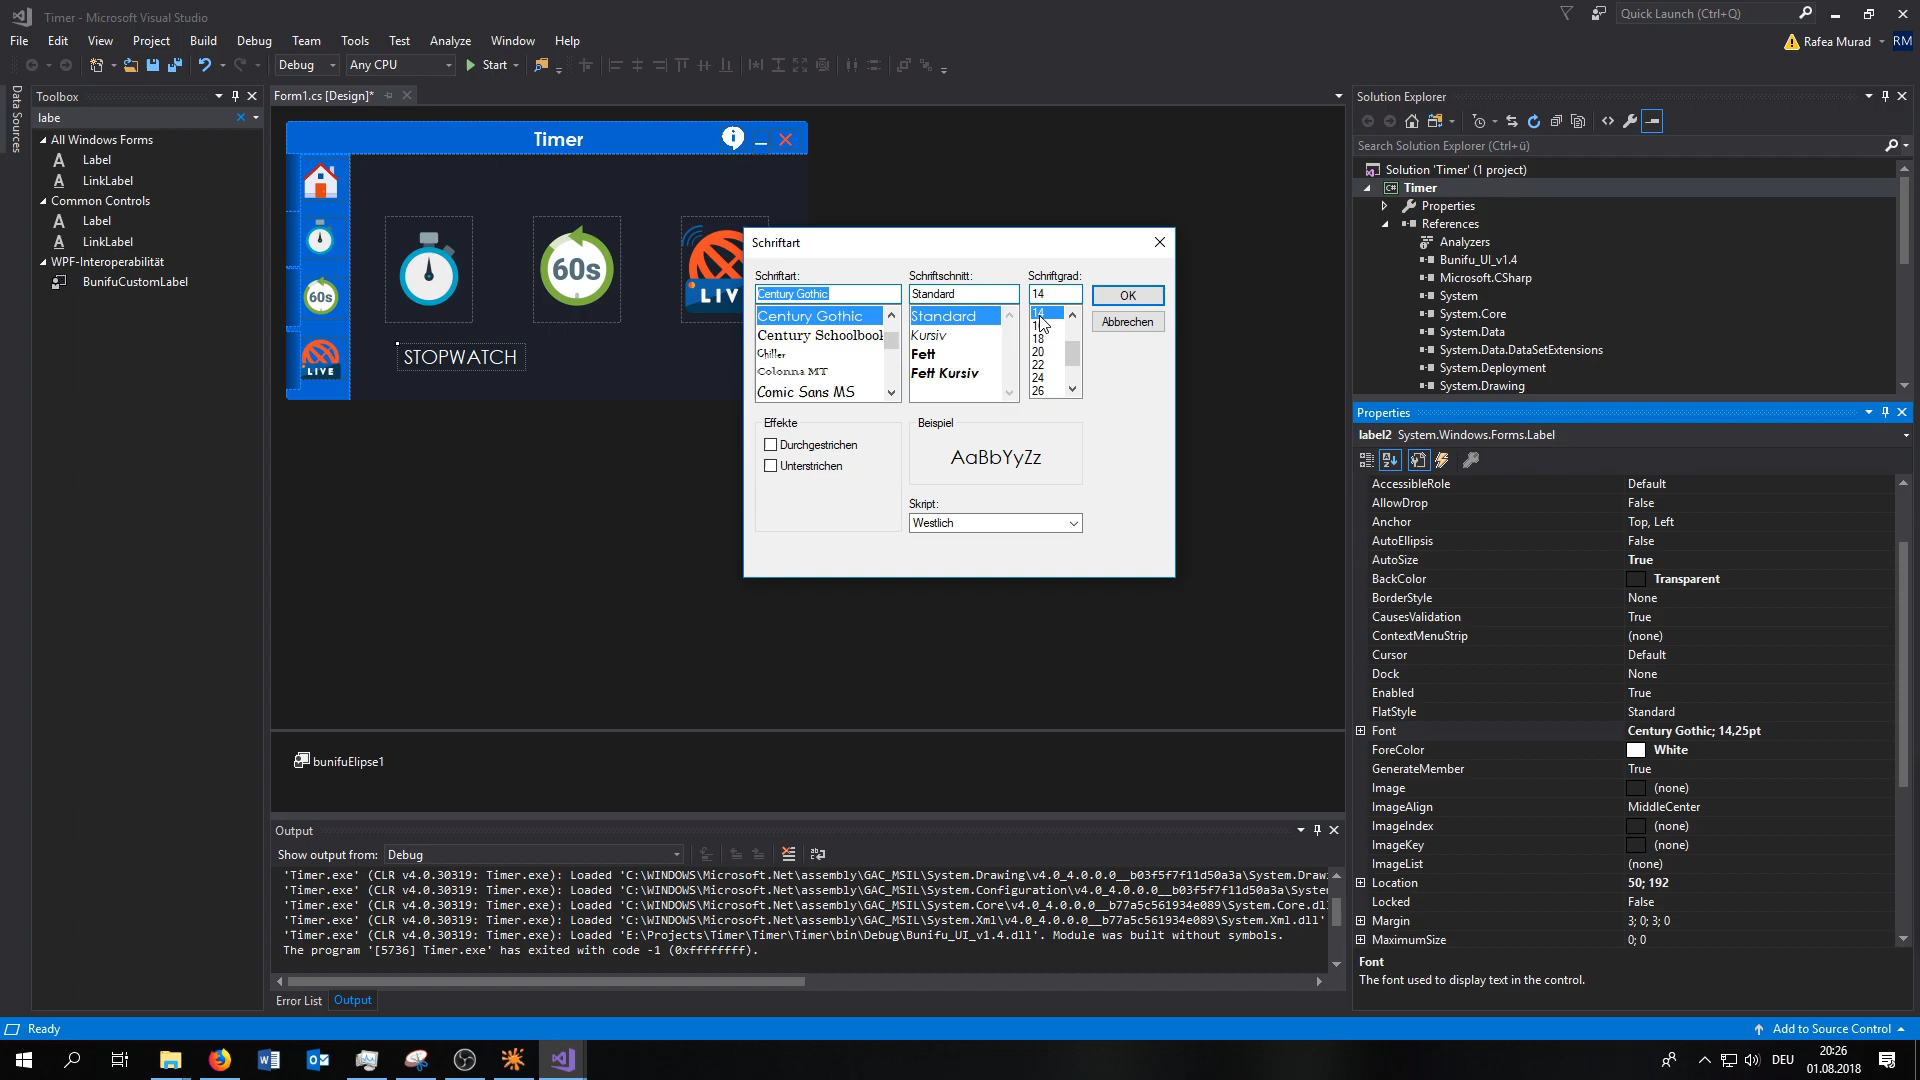 Timer - Microsoft Visual Studio
Quick Launch (Ctrl+Q)
File Edit View Project Build Debug Team Tools Test Analyze Window Help
Rafea Murad RM
Debug Any CPU Start
Data Sources
Toolbox
labe
All Windows Forms
Label
LinkLabel
Common Controls
Label
LinkLabel
WPF-Interoperabilität
BunifuCustomLabel
Form1.cs [Design]*
Timer
60s
60s
LIVE
LIV
STOPWATCH
Schriftart
Schriftart:
Century Gothic
Century Gothic
Century Schoolbook
Chiller
Colonna MT
Comic Sans MS
Schriftschnitt:
Standard
Standard
Kursiv
Fett
Fett Kursiv
Schriftgrad:
14
14
18
20
22
24
26
OK
Abbrechen
Effekte
Durchgestrichen
Unterstrichen
Beispiel
AaBbYyZz
Skript:
Westlich
bunifuElipse1
Output
Show output from: Debug
'Timer.exe' (CLR v4.0.30319: Timer.exe): Loaded 'C:\WINDOWS\Microsoft.Net\assembly\GAC_MSIL\System.Drawing\v4.0_4.0.0.0__b03f5f7f11d50a3a\System.Draw
'Timer.exe' (CLR v4.0.30319: Timer.exe): Loaded 'C:\WINDOWS\Microsoft.Net\assembly\GAC_MSIL\System.Configuration\v4.0_4.0.0.0__b03f5f7f11d50a3a\System
'Timer.exe' (CLR v4.0.30319: Timer.exe): Loaded 'C:\WINDOWS\Microsoft.Net\assembly\GAC_MSIL\System.Core\v4.0_4.0.0.0__b77a5c561934e089\System.Core.dl
'Timer.exe' (CLR v4.0.30319: Timer.exe): Loaded 'C:\WINDOWS\Microsoft.Net\assembly\GAC_MSIL\System.Xml\v4.0_4.0.0.0__b77a5c561934e089\System.Xml.dll'
'Timer.exe' (CLR v4.0.30319: Timer.exe): Loaded 'E:\Projects\Timer\Timer\Timer\bin\Debug\Bunifu_UI_v1.4.dll'. Module was built without symbols.
The program '[5736] Timer.exe' has exited with code -1 (0xffffffff).
Error List Output
Solution Explorer
Search Solution Explorer (Ctrl+ü)
Solution 'Timer' (1 project)
C# Timer
Properties
References
Analyzers
Bunifu_UI_v1.4
Microsoft.CSharp
System
System.Core
System.Data
System.Data.DataSetExtensions
System.Deployment
System.Drawing
Properties
label2 System.Windows.Forms.Label
AccessibleRole Default
AllowDrop False
Anchor Top, Left
AutoEllipsis False
AutoSize True
BackColor Transparent
BorderStyle None
CausesValidation True
ContextMenuStrip (none)
Cursor Default
Dock None
Enabled True
FlatStyle Standard
Font Century Gothic; 14,25pt
ForeColor White
GenerateMember True
Image (none)
ImageAlign MiddleCenter
ImageIndex (none)
ImageKey (none)
ImageList (none)
Location 50; 192
Locked False
Margin 3; 0; 3; 0
MaximumSize 0; 0
Font
The font used to display text in the control.
Ready
Add to Source Control
DEU
20:26
01.08.2018